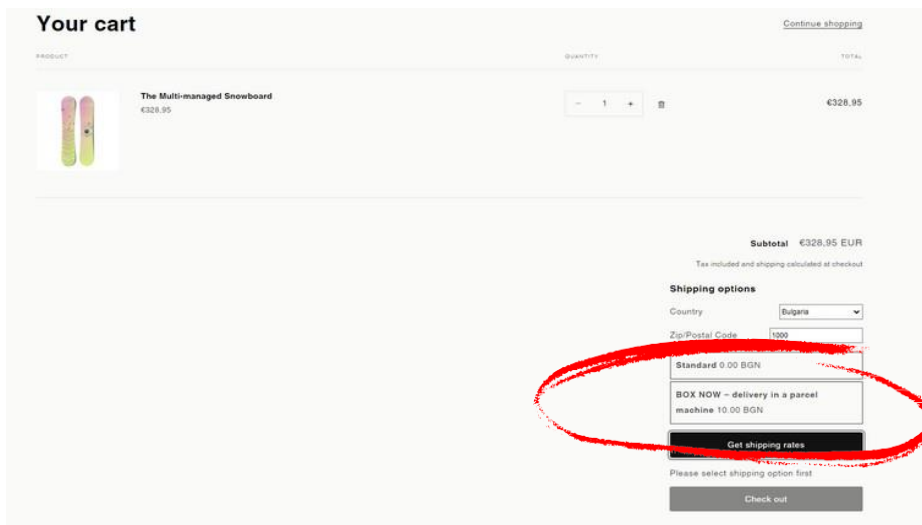 Your cart
Continue shopping
PRODUCT QUANTITY TOTAL
The Multi-managed Snowboard
€328,95
− 1 +
€328,95
Subtotal €328,95 EUR
Tax included and shipping calculated at checkout
Shipping options
Country Bulgaria
Zip/Postal Code 1000
Standard 0.00 BGN
BOX NOW – delivery in a parcel
machine 10.00 BGN
Get shipping rates
Please select shipping option first
Check out